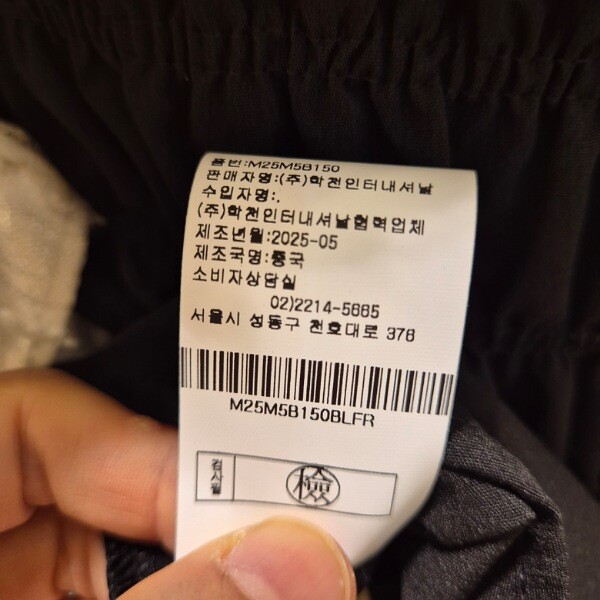 품번:M25M5B150
판매자명:(주)학천인터내셔날
수입자명:.
(주)학천인터내셔날협력업체
제조년월:2025-05
제조국명:중국
소비자상담실
02)2214-5665
서울시 성동구 천호대로 378
M25M5B150BLFR
검사필
檢